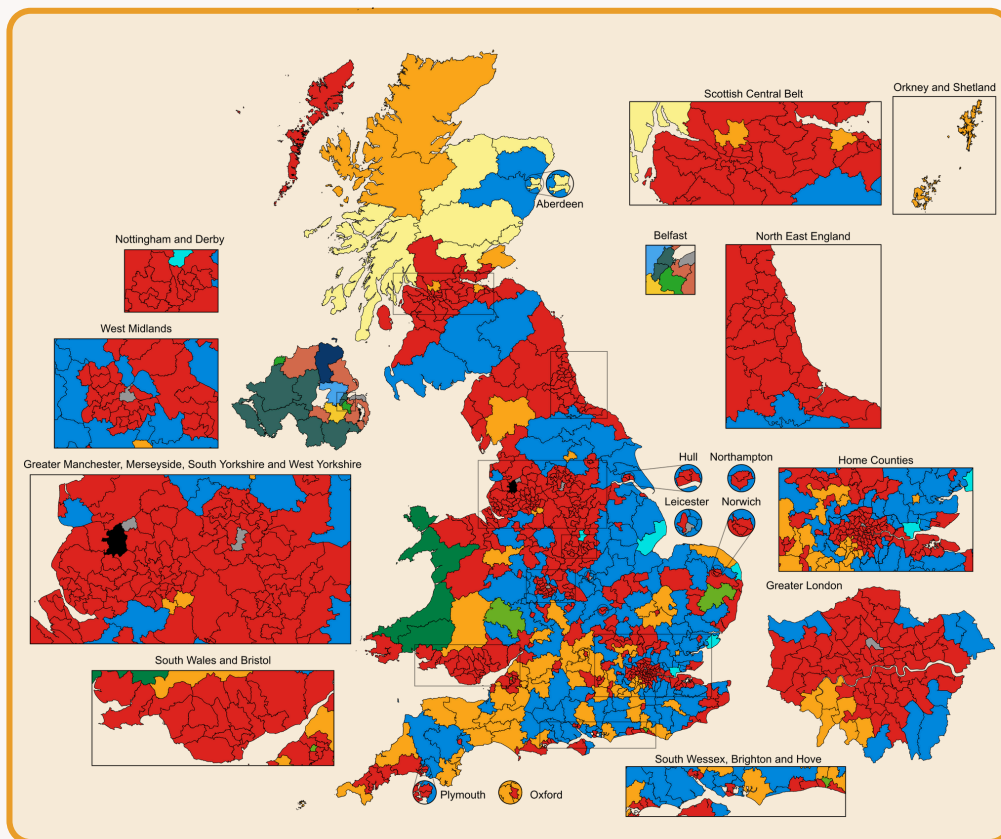 Scottish Central Belt
Orkney and Shetland
Aberdeen
Nottingham and Derby
Belfast
North East England
West Midlands
Greater Manchester, Merseyside, South Yorkshire and West Yorkshire
Hull
Northampton
Home Counties
Leicester
Norwich
Greater London
South Wales and Bristol
South Wessex, Brighton and Hove
Plymouth
Oxford